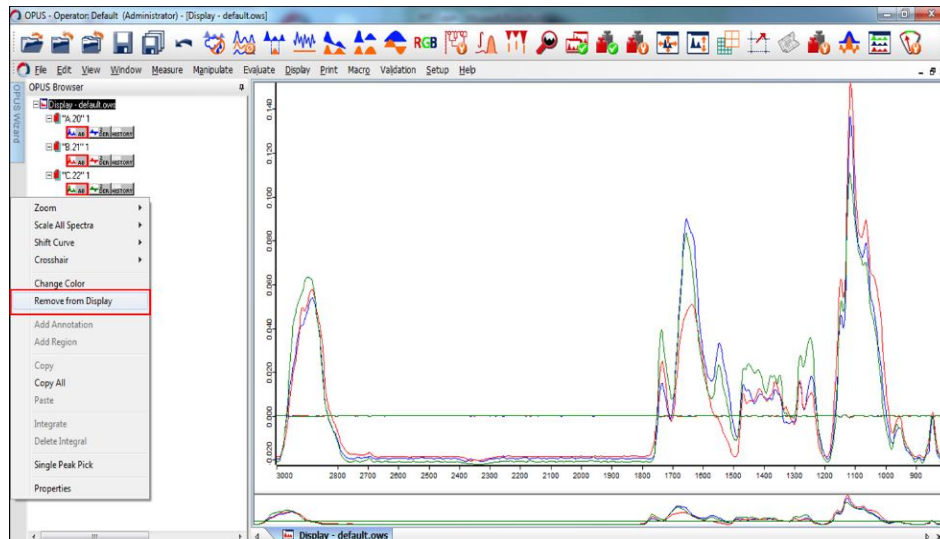 OPUS - Operator: Default (Administrator) - [Display - default.ows]
RGB
File Edit View Window Measure Manipulate Evaluate Display Print Macro Validation Setup Help
OPUS Browser
OPUS Wizard
Display - default.ows
"A.20" 1
AB HISTORY
"B.21" 1
AB HISTORY
"C.22" 1
AB HISTORY
Zoom
Scale All Spectra
Shift Curve
Crosshair
Change Color
Remove from Display
Add Annotation
Add Region
Copy
Copy All
Paste
Integrate
Delete Integral
Single Peak Pick
Properties
0.140
0.120
0.100
0.080
0.060
0.040
0.020
0.000
-0.020
3000 2800 2700 2600 2500 2400 2300 2200 2100 2000 1900 1800 1700 1600 1500 1400 1300 1200 1100 1000 900
Display - default.ows